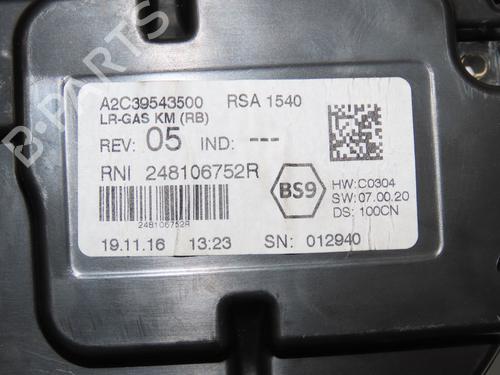 A2C39543500 RSA 1540
LR-GAS KM (RB)
REV: 05 IND: ---
RNI 248106752R
BS9
HW:C0304
SW:07.00.20
DS:100CN
248106752R
19.11.16 13:23 SN: 012940